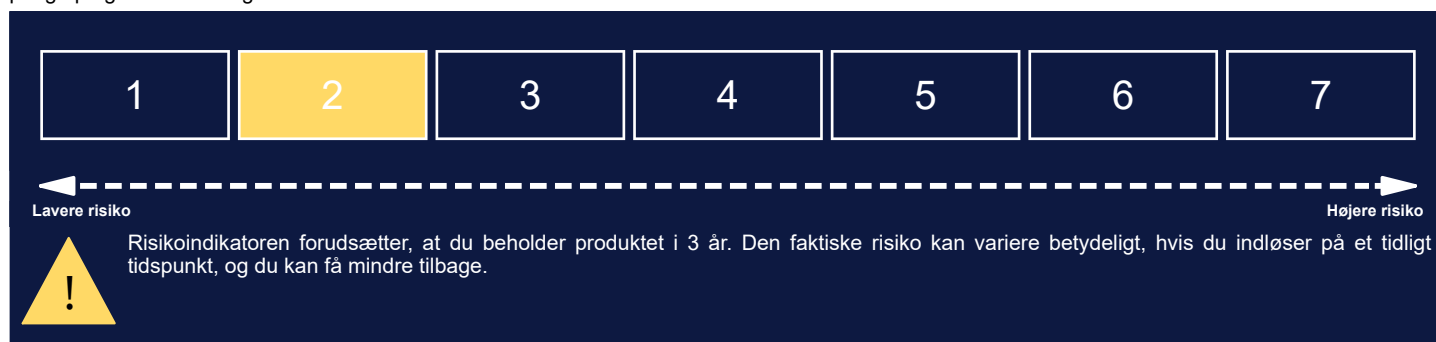 1 2 3 4 5 6 7
Lavere risiko Højere risiko
Risikoindikatoren forudsætter, at du beholder produktet i 3 år. Den faktiske risiko kan variere betydeligt, hvis du indløser på et tidligt
tidspunkt, og du kan få mindre tilbage.
!